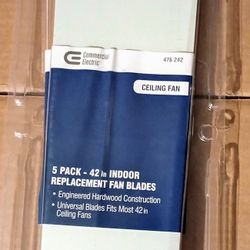 Commercial
Electric
476 242
CEILING FAN
5 PACK - 42 in INDOOR
REPLACEMENT FAN BLADES
• Engineered Hardwood Construction
• Universal Blades Fits Most 42 in
Ceiling Fans